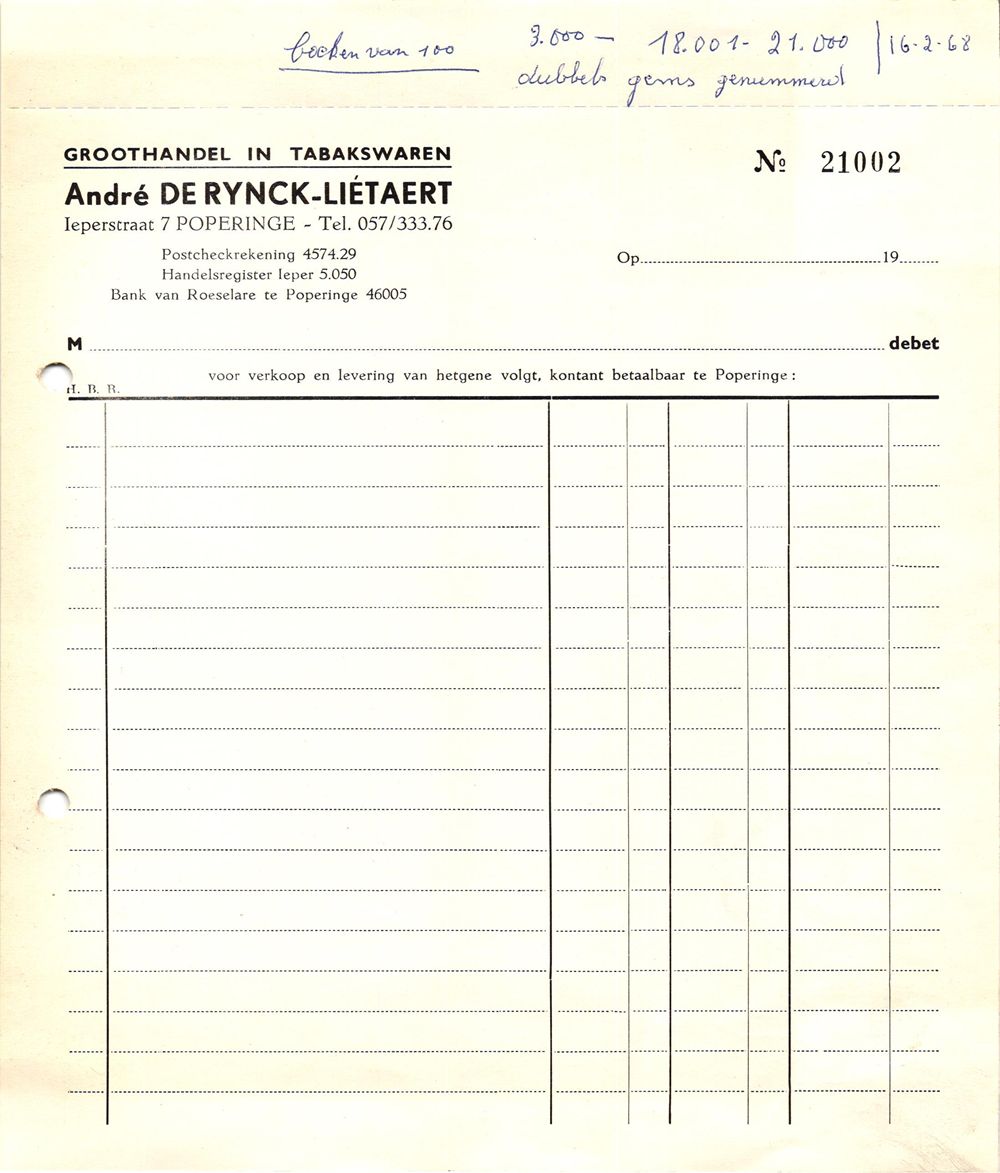 boeken van 100
3.000 — 18.001 - 21.000 | 16-2-68
dubbels genummerd
GROOTHANDEL IN TABAKSWAREN
André DE RYNCK-LIÉTAERT
Ieperstraat 7 POPERINGE - Tel. 057/333.76
Postcheckrekening 4574.29
Handelsregister Ieper 5.050
Bank van Roeselare te Poperinge 46005
№ 21002
Op 19
M debet
voor verkoop en levering van hetgene volgt, kontant betaalbaar te Poperinge :
H. B. R.